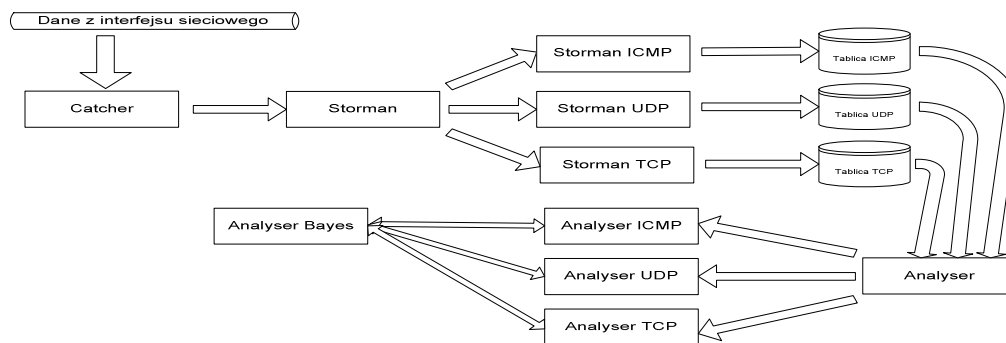 Dane z interfejsu sieciowego
Catcher
Storman
Storman ICMP
Storman UDP
Storman TCP
Tablica ICMP
Tablica UDP
Tablica TCP
Analyser
Analyser ICMP
Analyser UDP
Analyser TCP
Analyser Bayes